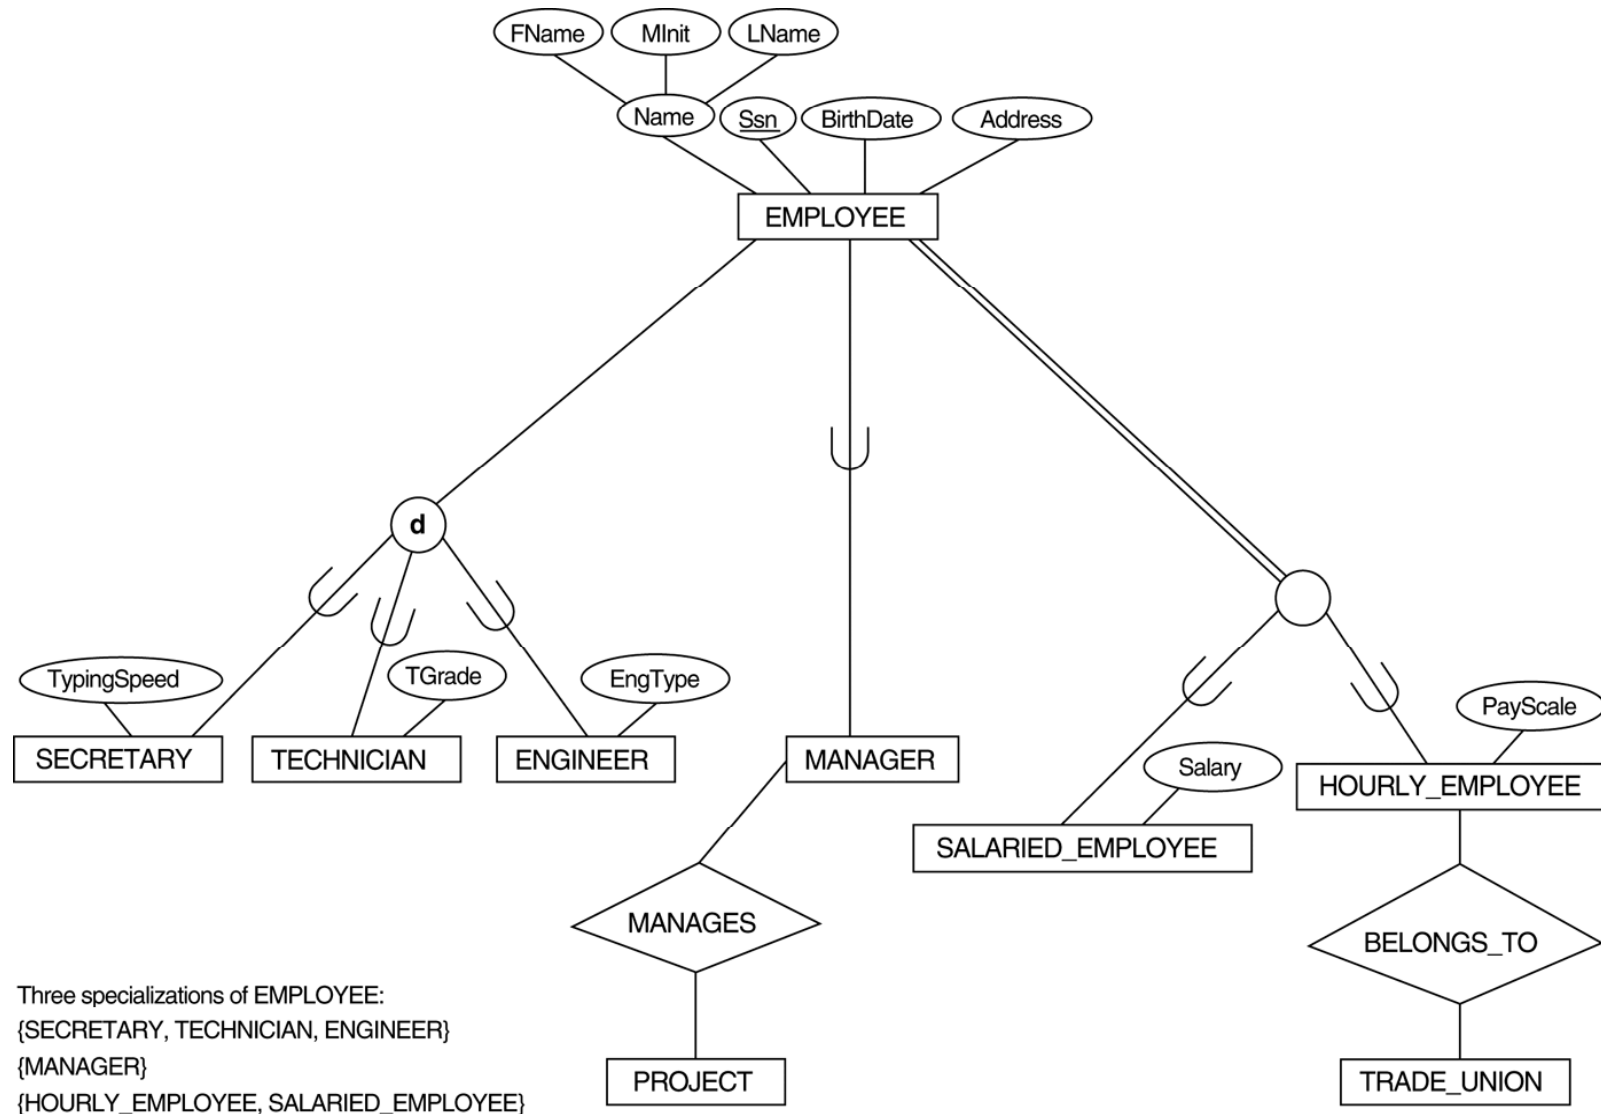 FName MInit LName
Name Ssn BirthDate Address
EMPLOYEE
d
TypingSpeed TGrade EngType PayScale
SECRETARY TECHNICIAN ENGINEER MANAGER Salary HOURLY_EMPLOYEE
SALARIED_EMPLOYEE
MANAGES BELONGS_TO
Three specializations of EMPLOYEE:
{SECRETARY, TECHNICIAN, ENGINEER}
{MANAGER}
PROJECT TRADE_UNION
{HOURLY_EMPLOYEE, SALARIED_EMPLOYEE}